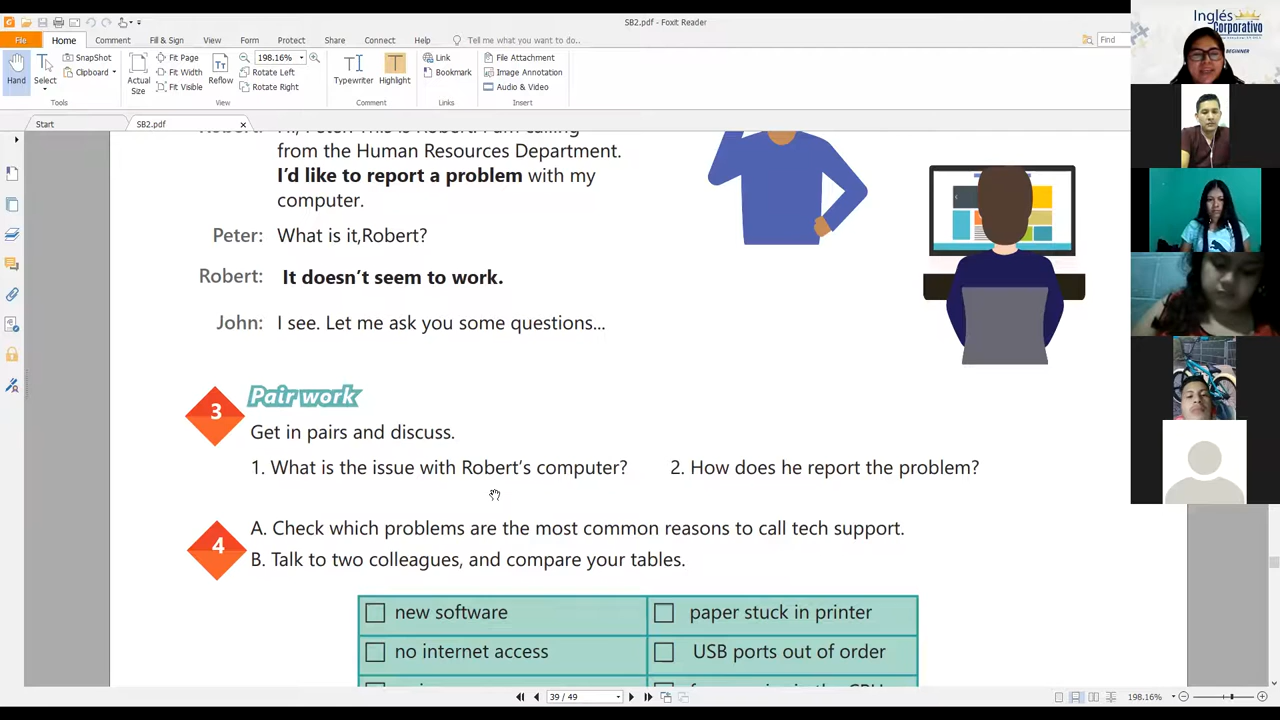 SB2.pdf - Foxit Reader
File Home Comment Fill & Sign View Form Protect Share Connect Help Tell me what you want to do... Find
Hand
Select
SnapShot
Clipboard
Tools
Actual Size
Fit Page
Fit Width
Fit Visible
Reflow
198.16%
Rotate Left
Rotate Right
View
Typewriter
Highlight
Comment
Link
Bookmark
Links
File Attachment
Image Annotation
Audio & Video
Insert
Start SB2.pdf
from the Human Resources Department.
I'd like to report a problem with my
computer.
Peter: What is it,Robert?
Robert: It doesn't seem to work.
John: I see. Let me ask you some questions...
3 Pair work
Get in pairs and discuss.
1. What is the issue with Robert's computer? 2. How does he report the problem?
4 A. Check which problems are the most common reasons to call tech support.
B. Talk to two colleagues, and compare your tables.
new software paper stuck in printer
no internet access USB ports out of order
39 / 49
198.16%
Inglés
Corporativo
BEGINNER